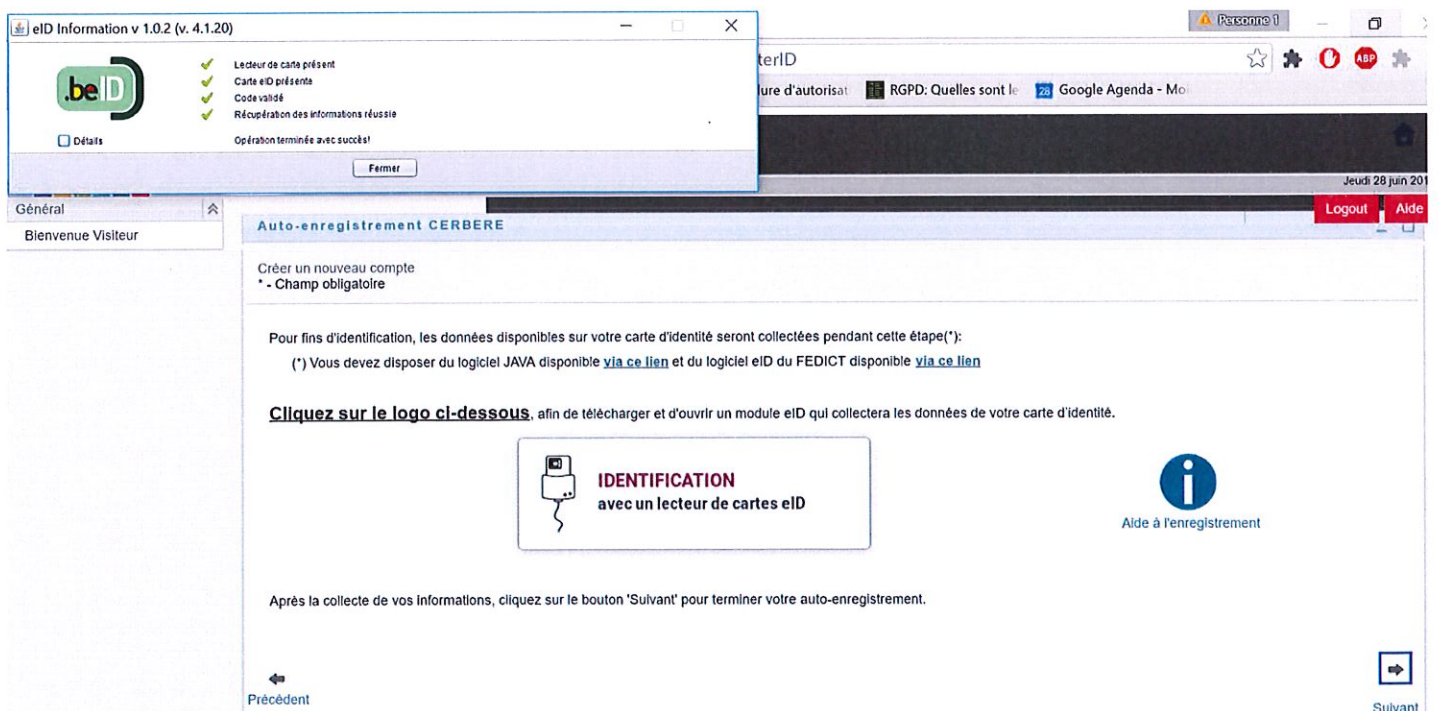 eID Information v 1.0.2 (v. 4.1.20)
.beID
Lecteur de carte présent
Carte eID présente
Code validé
Récupération des informations réussie
Détails
Opération terminée avec succès!
Fermer
Personne 1
terID
ABP
lure d'autorisat
RGPD: Quelles sont le
28
Google Agenda - Mo
Jeudi 28 juin 201
Logout
Aide
Général
Bienvenue Visiteur
Auto-enregistrement CERBERE
Créer un nouveau compte
* - Champ obligatoire
Pour fins d'identification, les données disponibles sur votre carte d'identité seront collectées pendant cette étape(*):
(*) Vous devez disposer du logiciel JAVA disponible via ce lien et du logiciel eID du FEDICT disponible via ce lien
Cliquez sur le logo ci-dessous, afin de télécharger et d'ouvrir un module eID qui collectera les données de votre carte d'identité.
IDENTIFICATION
avec un lecteur de cartes eID
Aide à l'enregistrement
Après la collecte de vos informations, cliquez sur le bouton 'Suivant' pour terminer votre auto-enregistrement.
Précédent
Suivant